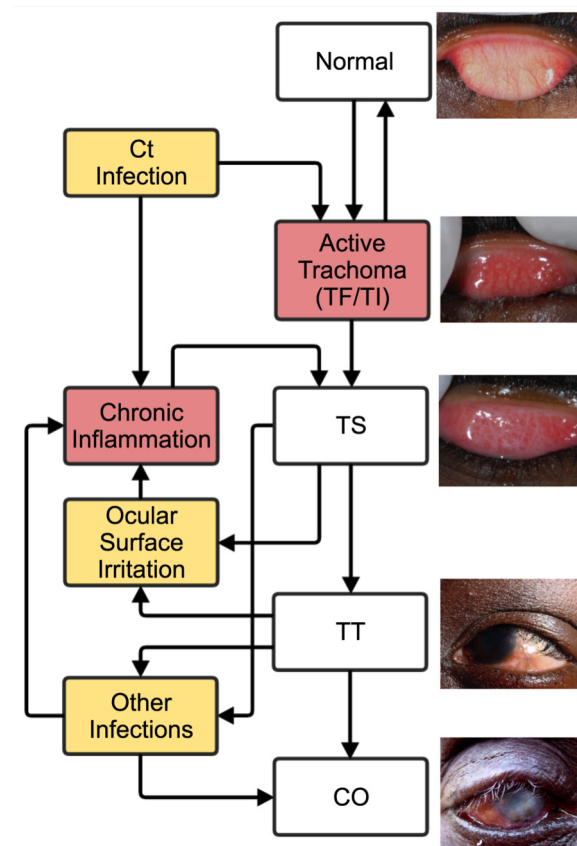 Normal
Ct
Infection
Active
Trachoma
(TF/TI)
Chronic
Inflammation
TS
Ocular
Surface
Irritation
TT
Other
Infections
CO